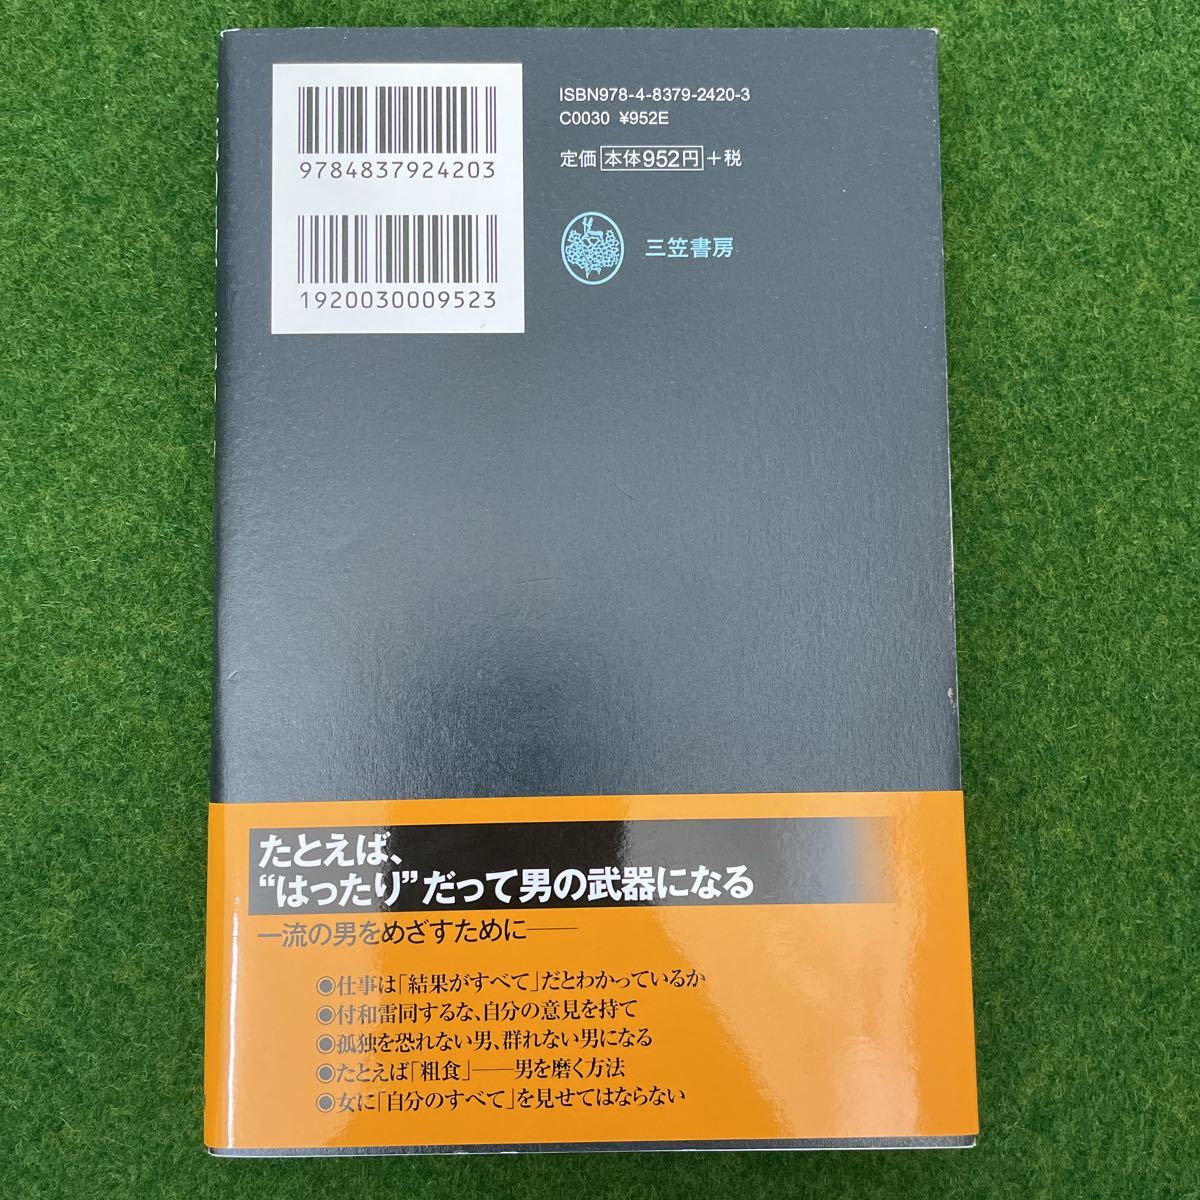 ISBN978-4-8379-2420-3
C0030 ¥952E
定価 本体952円+税
9784837924203
三笠書房
1920030009523
たとえば、
“はったり”だって男の武器になる
一流の男をめざすために――
●仕事は「結果がすべて」だとわかっているか
●付和雷同するな、自分の意見を持て
●孤独を恐れない男、群れない男になる
●たとえば「粗食」――男を磨く方法
●女に「自分のすべて」を見せてはならない